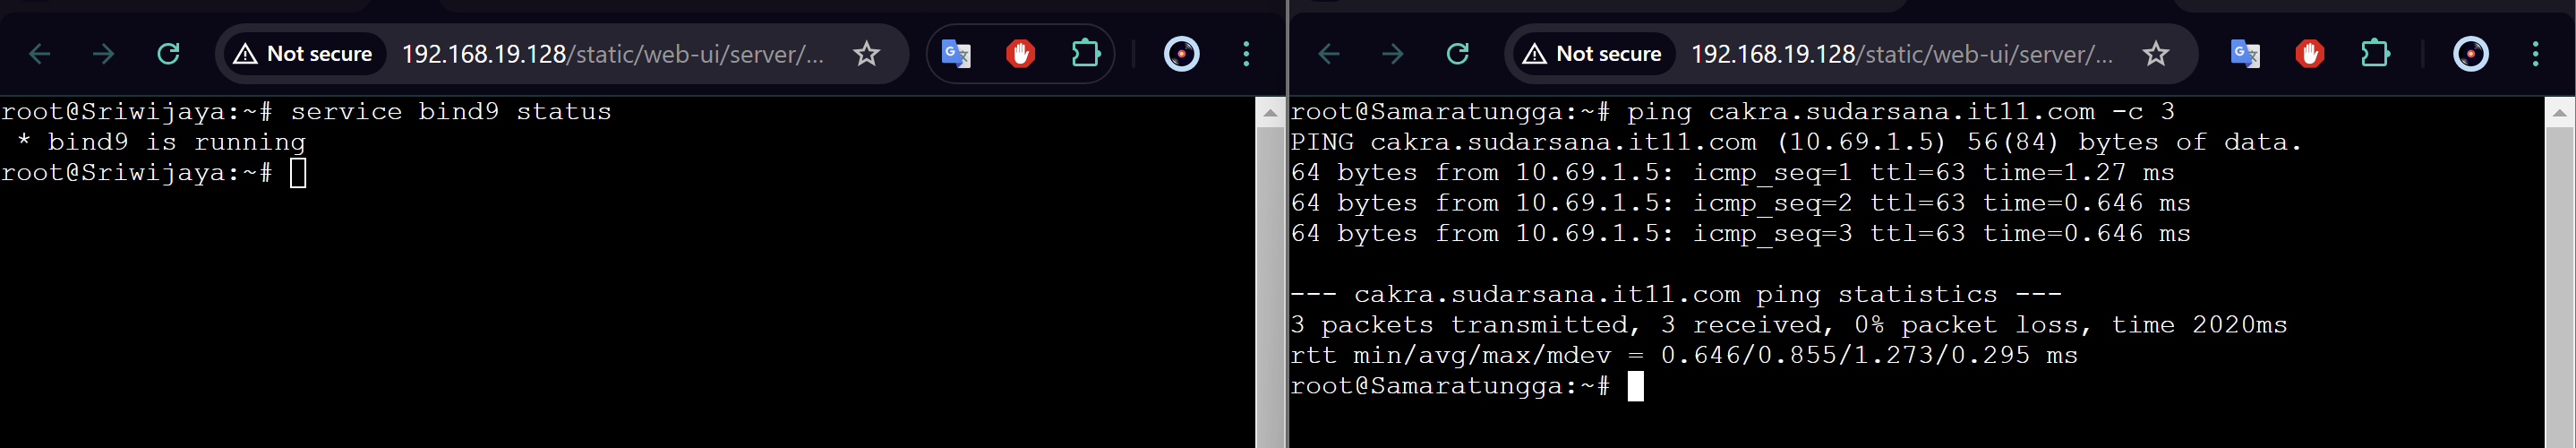 Not secure 192.168.19.128/static/web-ui/server/...
root@Sriwijaya:~# service bind9 status
 * bind9 is running
root@Sriwijaya:~#
Not secure 192.168.19.128/static/web-ui/server/...
root@Samaratungga:~# ping cakra.sudarsana.it11.com -c 3
PING cakra.sudarsana.it11.com (10.69.1.5) 56(84) bytes of data.
64 bytes from 10.69.1.5: icmp_seq=1 ttl=63 time=1.27 ms
64 bytes from 10.69.1.5: icmp_seq=2 ttl=63 time=0.646 ms
64 bytes from 10.69.1.5: icmp_seq=3 ttl=63 time=0.646 ms

--- cakra.sudarsana.it11.com ping statistics ---
3 packets transmitted, 3 received, 0% packet loss, time 2020ms
rtt min/avg/max/mdev = 0.646/0.855/1.273/0.295 ms
root@Samaratungga:~#